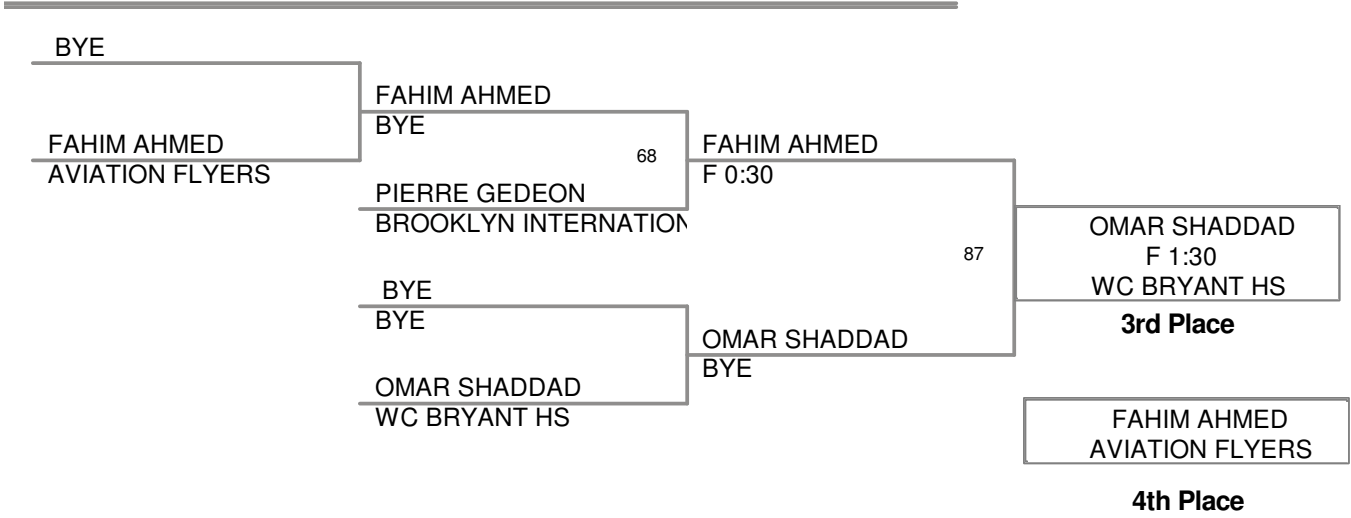 BYE
FAHIM AHMED
AVIATION FLYERS
FAHIM AHMED
BYE
68
PIERRE GEDEON
BROOKLYN INTERNATION
BYE
BYE
OMAR SHADDAD
WC BRYANT HS
FAHIM AHMED
F 0:30
87
OMAR SHADDAD
BYE
OMAR SHADDAD
F 1:30
WC BRYANT HS
3rd Place
FAHIM AHMED
AVIATION FLYERS
4th Place